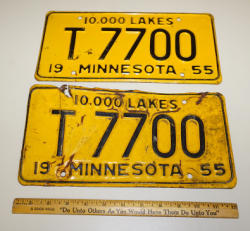 10,000 LAKES
T 7700
19 MINNESOTA 55
10,000 LAKES
T 7700
19 MINNESOTA 55
"Do Unto Others As You Would Have Them Do Unto You"